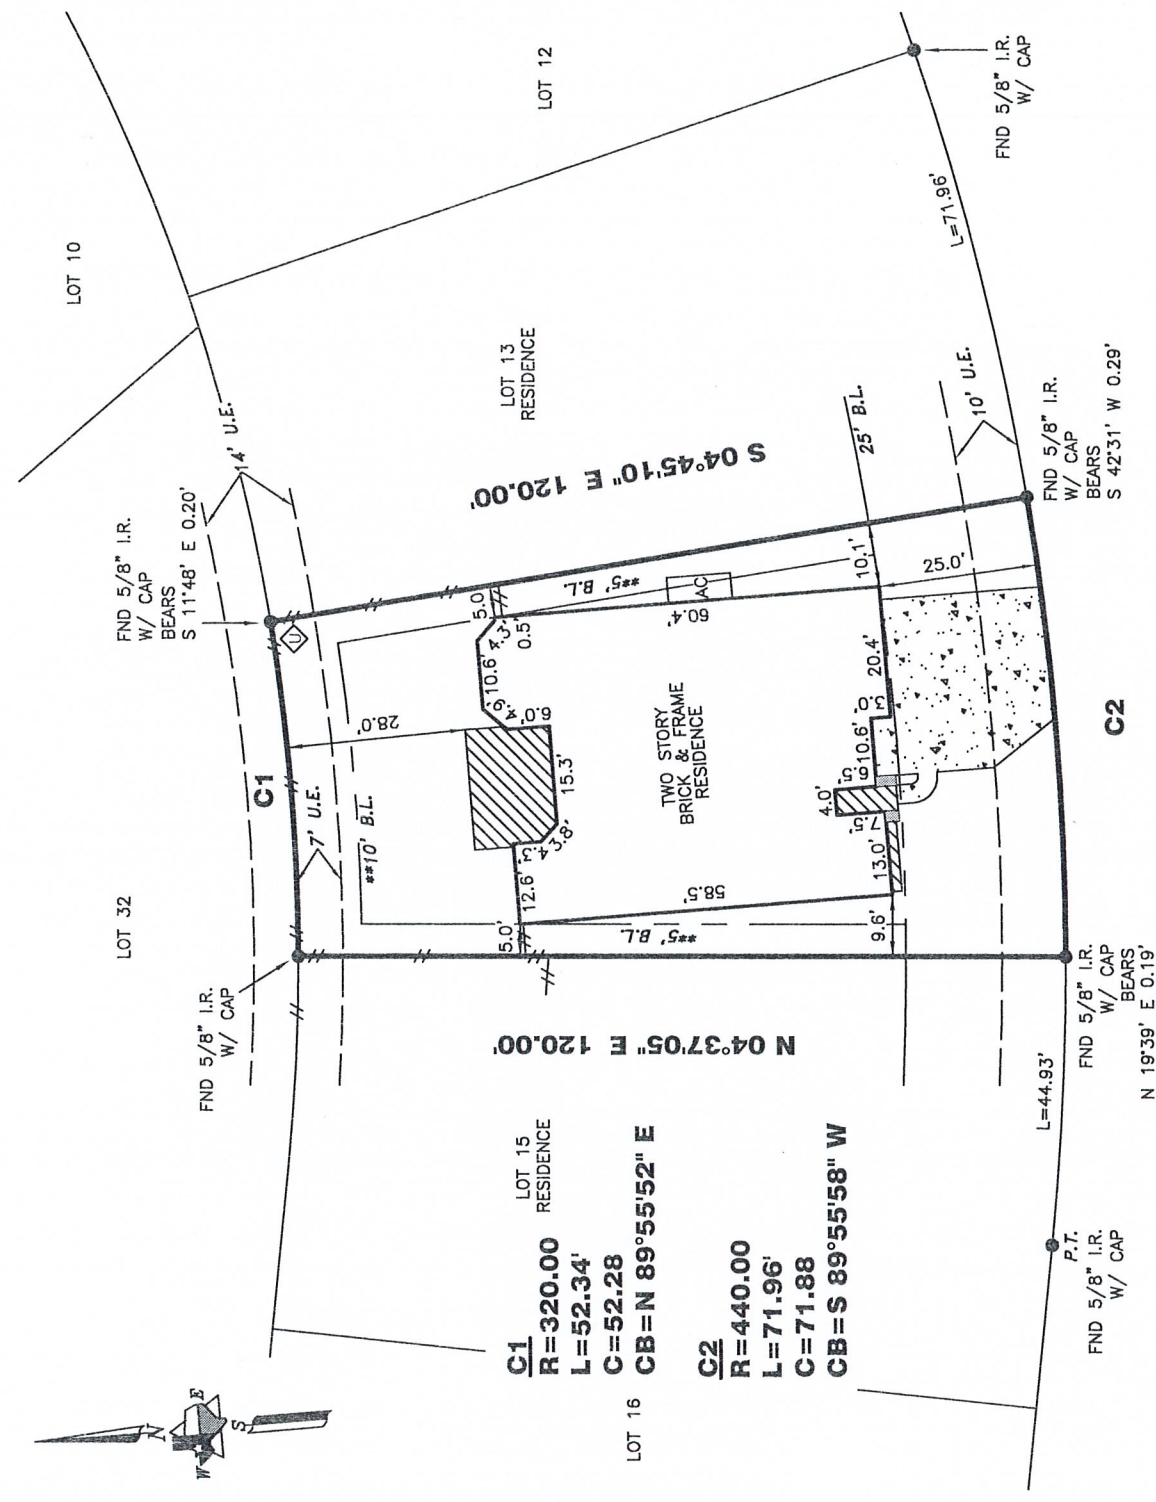 LOT 10
LOT 12
FND 5/8" I.R.
W/ CAP
L=71.96'
LOT 13
RESIDENCE
S 04°45'10" E 120.00'
14' U.E.
FND 5/8" I.R.
W/ CAP
BEARS
S 11°48' E 0.20'
U
25' B.L.
10' U.E.
FND 5/8" I.R.
W/ CAP
BEARS
S 42°31' W 0.29'
C1
28.0'
7' U.E.
**10' B.L.
5.0'
4.3'
0.5'
10.6'
4.9'
6.0'
15.3'
3.8'
4.3'
12.6'
5.0'
**5' B.L.
AC
60.4'
10.1'
25.0'
20.4'
3.0'
10.6'
6.5'
4.0'
7.5'
13.0'
9.6'
58.5'
**5' B.L.
TWO STORY
BRICK & FRAME
RESIDENCE
C2
LOT 32
FND 5/8" I.R.
W/ CAP
N 04°37'05" E 120.00'
FND 5/8" I.R.
W/ CAP
BEARS
N 19°39' E 0.19'
L=44.93'
LOT 15
RESIDENCE
P.T.
FND 5/8" I.R.
W/ CAP
C1
R=320.00
L=52.34'
C=52.28
CB=N 89°55'52" E
C2
R=440.00
L=71.96'
C=71.88
CB=S 89°55'58" W
LOT 16
N
E
S
W